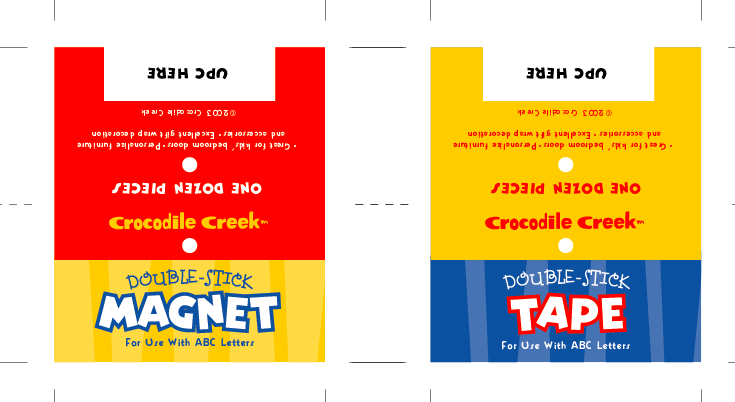 ONE DOZEN PIECES
• Great for kids' bedroom doors • Personalize furniture
and accessories • Excellent gift wrap decoration
©2003 Crocodile Creek
UPC HERE
Crocodile Creek™
DOUBLE-STICK
MAGNET
For Use With ABC Letters
ONE DOZEN PIECES
• Great for kids' bedroom doors • Personalize furniture
and accessories • Excellent gift wrap decoration
©2003 Crocodile Creek
UPC HERE
Crocodile Creek™
DOUBLE-STICK
TAPE
For Use With ABC Letters